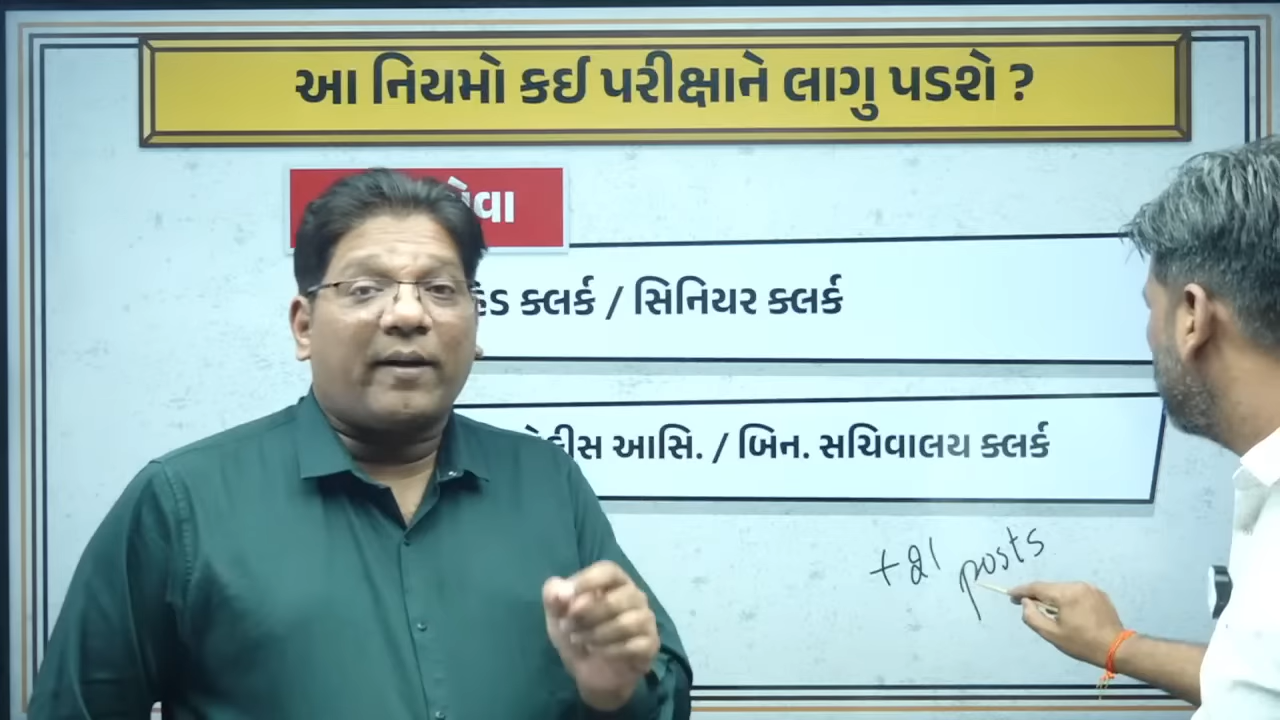 આ નિયમો કઈ પરીક્ષાને લાગુ પડશે ?
ક્લર્ક / સિનિયર ક્લર્ક
આસિ. / બિન. સચિવાલય ક્લર્ક
+21 posts